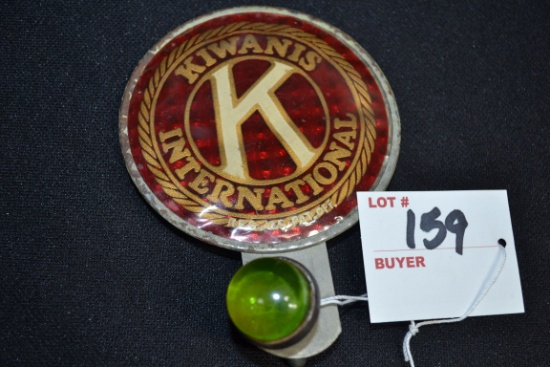 KIWANIS
K
INTERNATIONAL
LOT # 159
BUYER